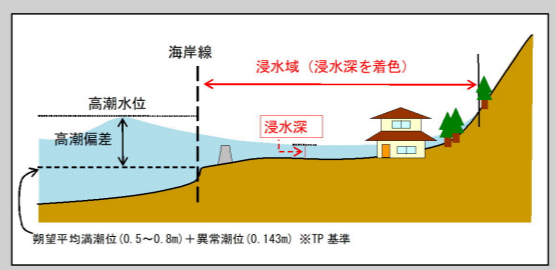 海岸線
浸水域（浸水深を着色）
高潮水位
高潮偏差
浸水深
朔望平均満潮位(0.5～0.8m)＋異常潮位(0.143m) ※TP基準